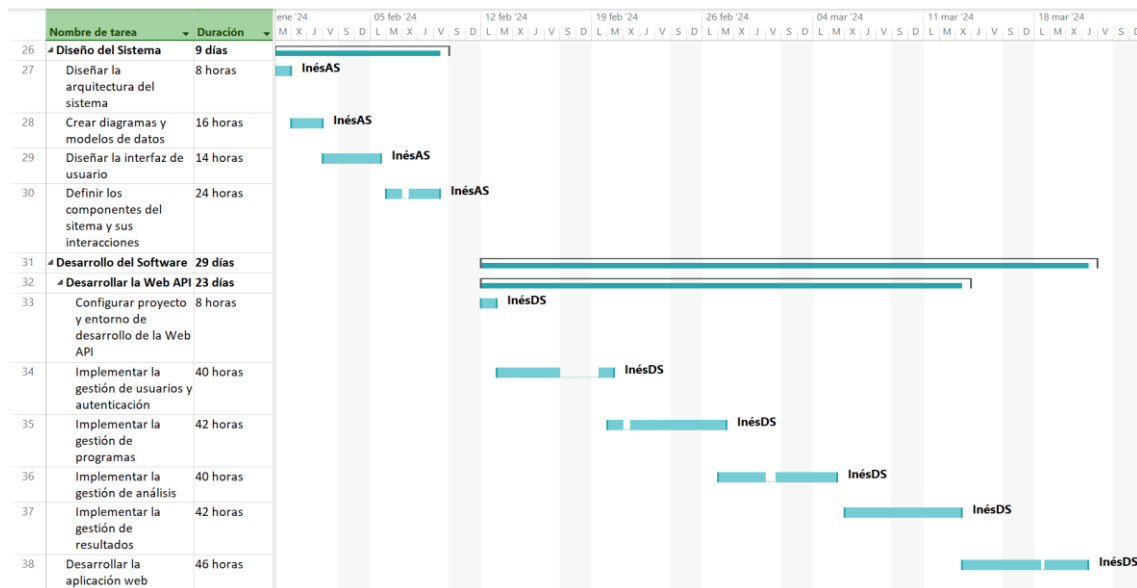 ene '24 05 feb '24 12 feb '24 19 feb '24 26 feb '24 04 mar '24 11 mar '24 18 mar '24
Nombre de tarea Duración M X J V S D L M X J V S D L M X J V S D L M X J V S D L M X J V S D L M X J V S D L M X J V S D L M X J V S D
26 Diseño del Sistema 9 días
27 Diseñar la 8 horas InésAS
arquitectura del
sistema
28 Crear diagramas y 16 horas InésAS
modelos de datos
29 Diseñar la interfaz de 14 horas InésAS
usuario
30 Definir los 24 horas InésAS
componentes del
sitema y sus
interacciones
31 Desarrollo del Software 29 días
32 Desarrollar la Web API 23 días
33 Configurar proyecto 8 horas InésDS
y entorno de
desarrollo de la Web
API
34 Implementar la 40 horas InésDS
gestión de usuarios y
autenticación
35 Implementar la 42 horas InésDS
gestión de
programas
36 Implementar la 40 horas InésDS
gestión de análisis
37 Implementar la 42 horas InésDS
gestión de
resultados
38 Desarrollar la 46 horas InésDS
aplicación web